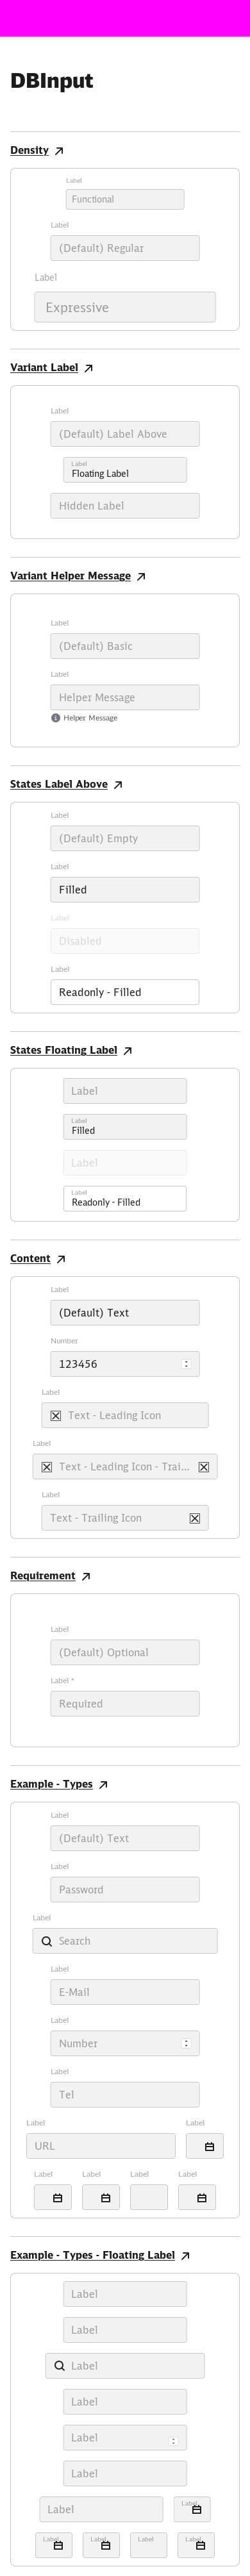 DBInput
Density
Label
Functional
Label
(Default) Regular
Label
Expressive
Variant Label
Label
(Default) Label Above
Label
Floating Label
Hidden Label
Variant Helper Message
Label
(Default) Basic
Label
Helper Message
Helper Message
States Label Above
Label
(Default) Empty
Label
Filled
Label
Disabled
Label
Readonly - Filled
States Floating Label
Label
Label
Filled
Label
Label
Readonly - Filled
Content
Label
(Default) Text
Number
123456
Label
Text - Leading Icon
Label
Text - Leading Icon - Trai...
Label
Text - Trailing Icon
Requirement
Label
(Default) Optional
Label *
Required
Example - Types
Label
(Default) Text
Label
Password
Label
Search
Label
E-Mail
Label
Number
Label
Tel
Label Label
URL
Label Label Label Label
Example - Types - Floating Label
Label
Label
Label
Label
Label
Label
Label Label
Label Label Label Label